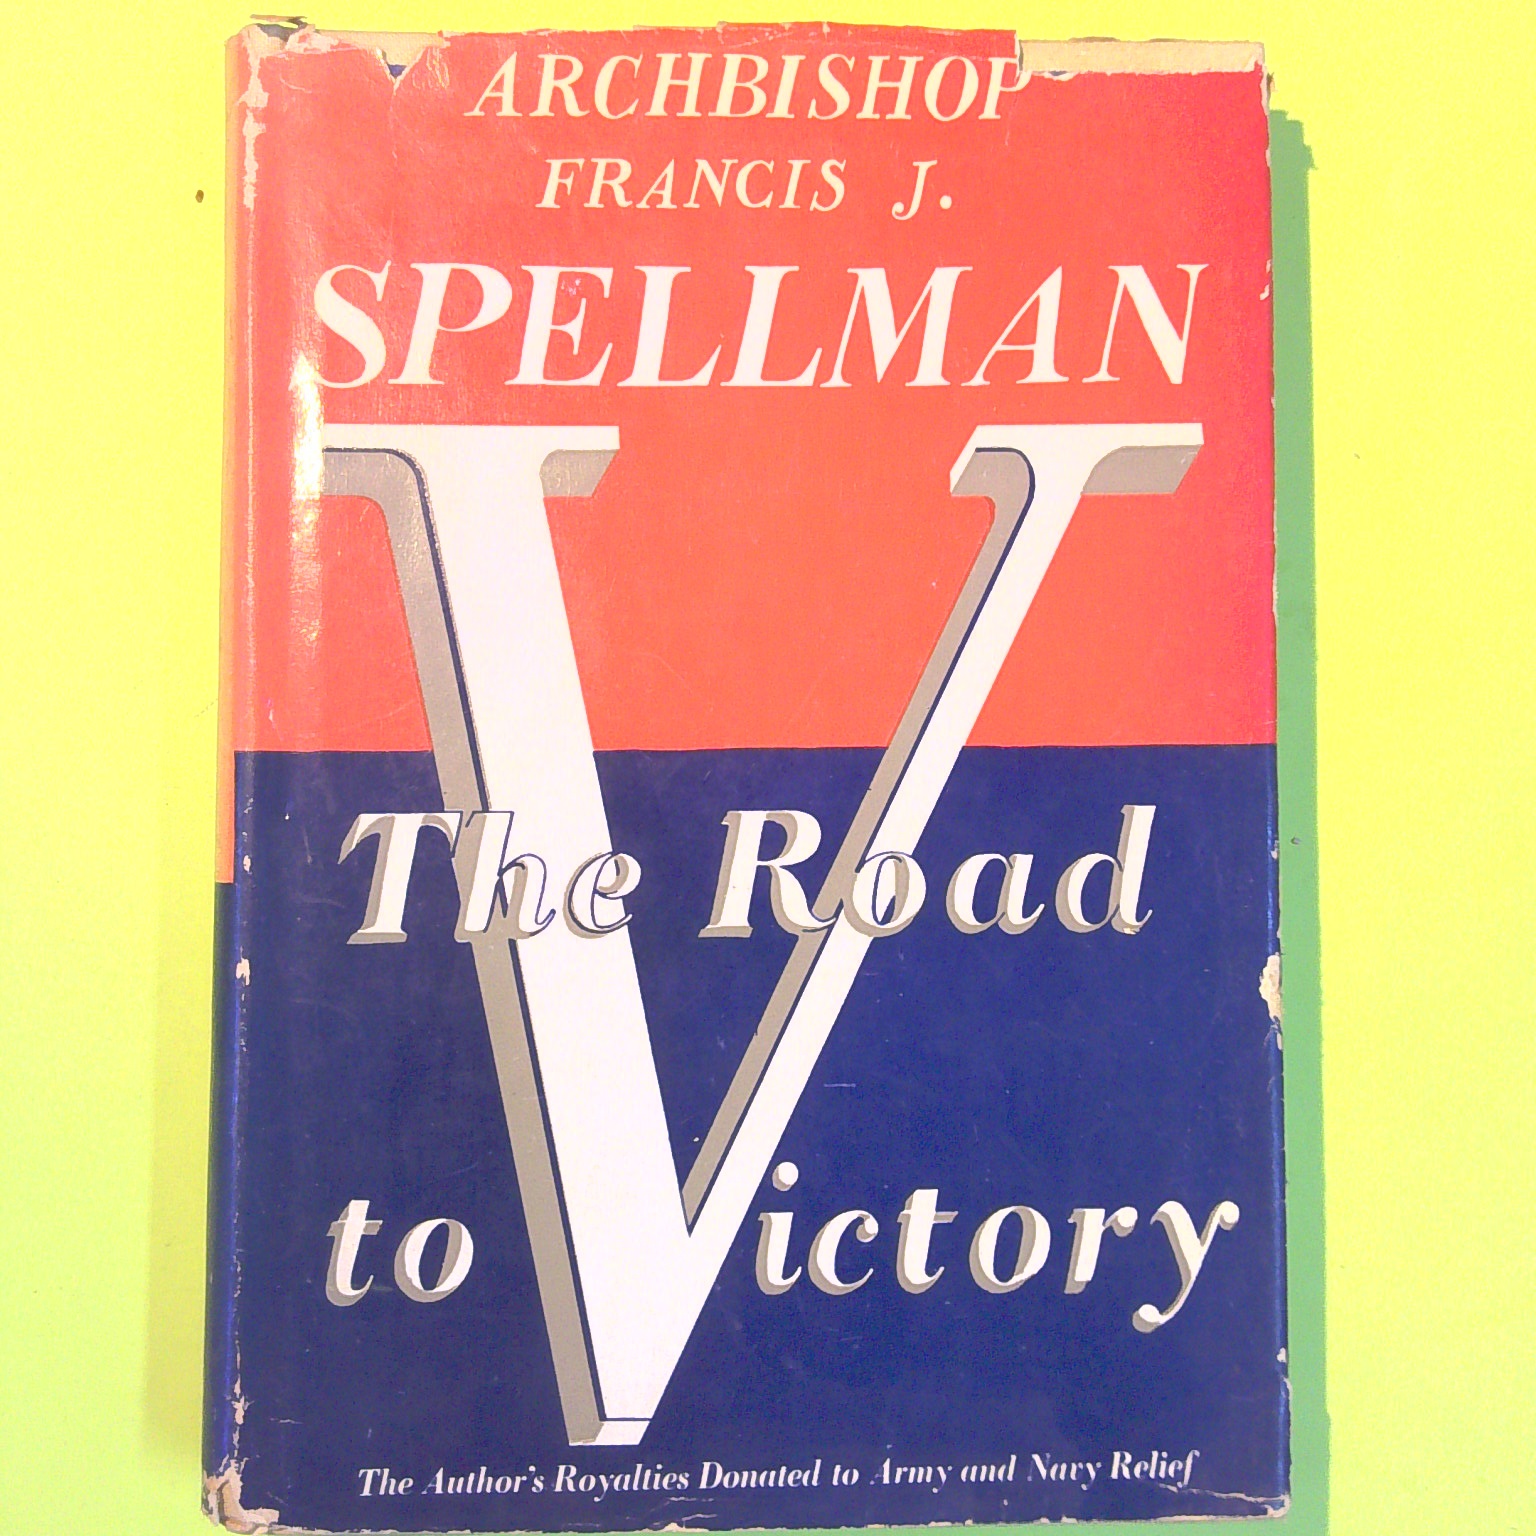 ARCHBISHOP
FRANCIS J.
SPELLMAN
The Road
to Victory
The Author's Royalties Donated to Army and Navy Relief